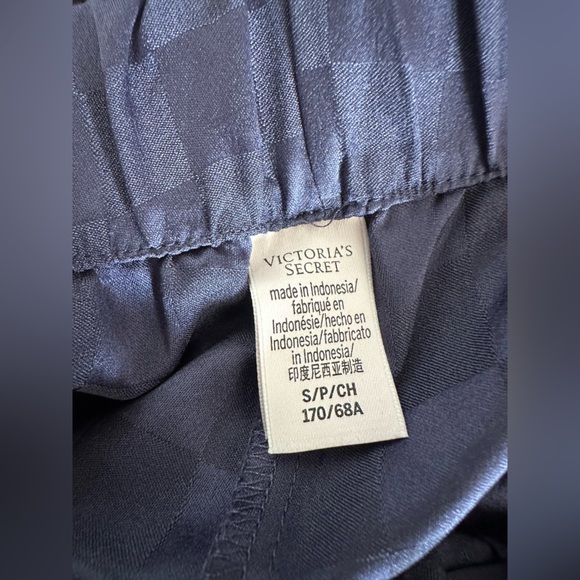 VICTORIA'S
SECRET
made in Indonesia/
fabriqué en
Indonésie/hecho en
Indonesia/fabbricato
in Indonesia/
印度尼西亚制造
S/P/CH
170/68A